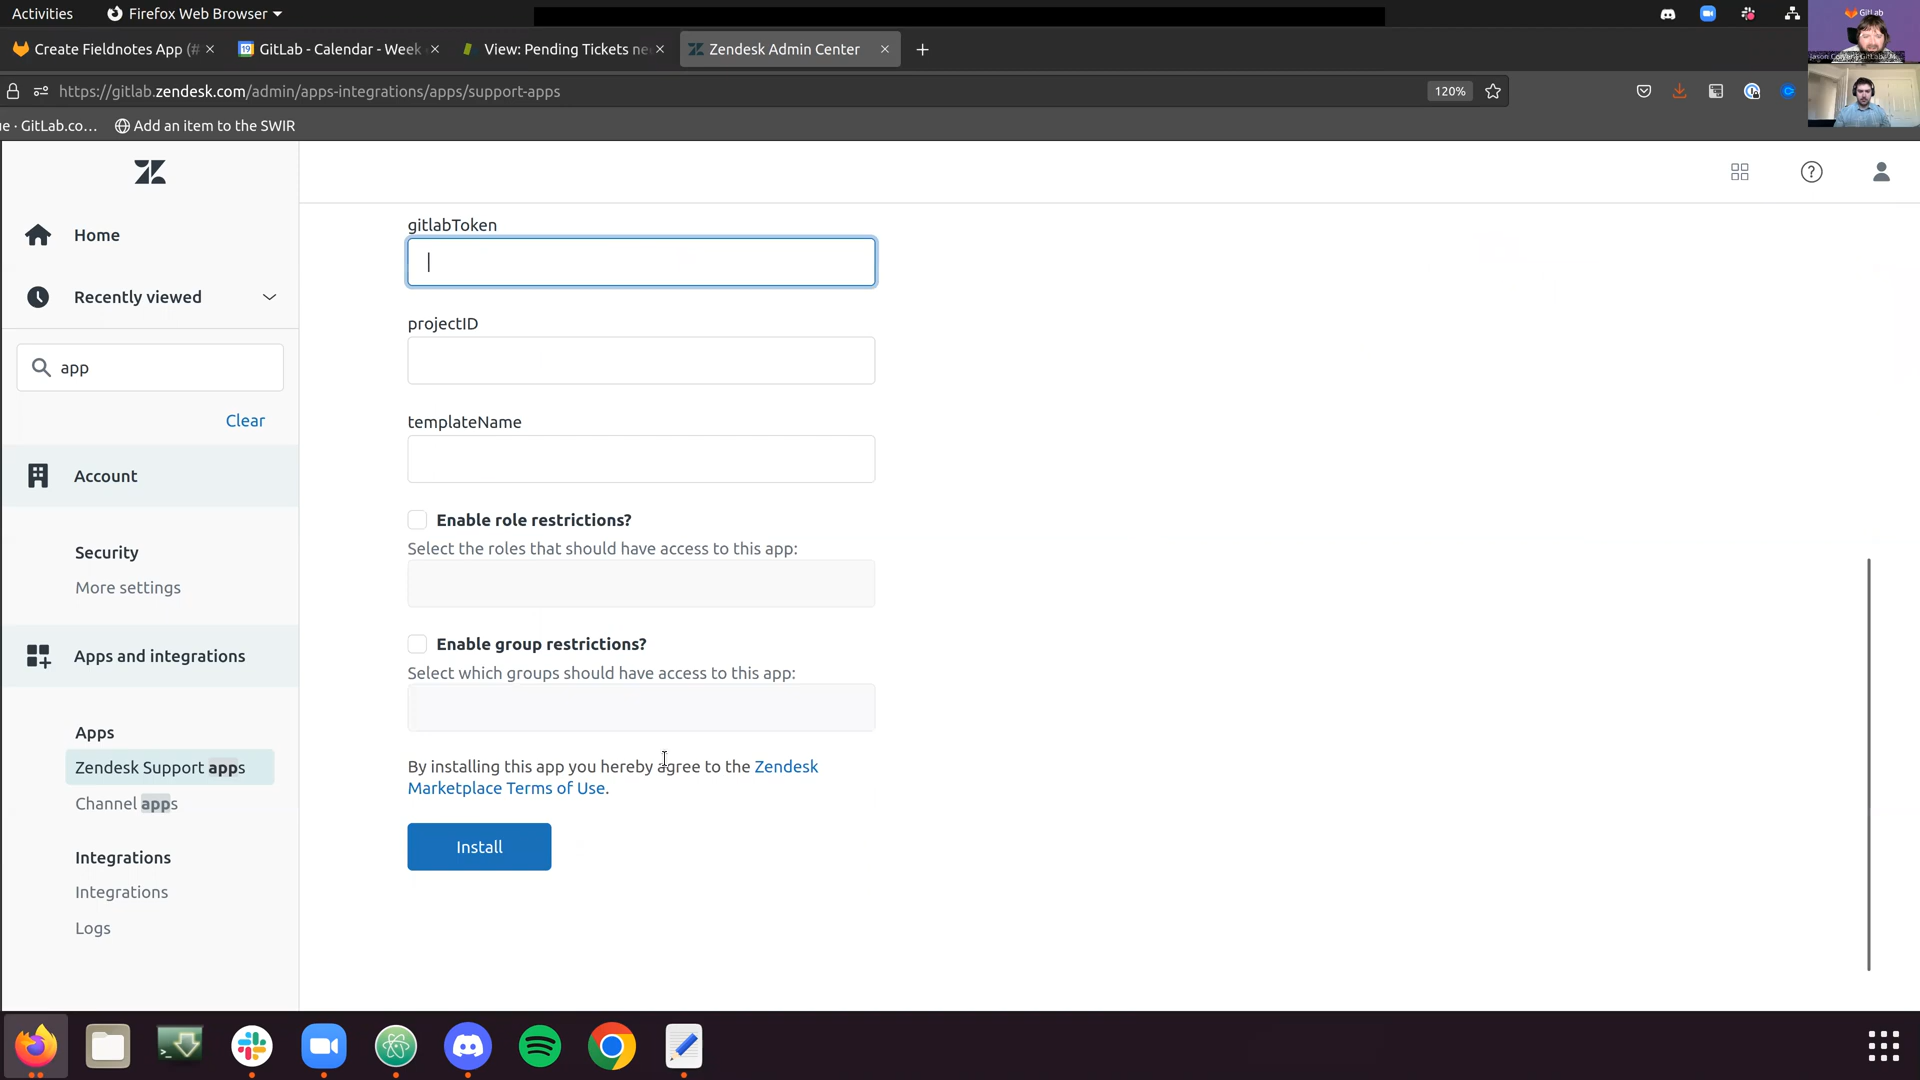 Activities
Firefox Web Browser
Create Fieldnotes App (#
GitLab - Calendar - Week
View: Pending Tickets ne
Zendesk Admin Center
https://gitlab.zendesk.com/admin/apps-integrations/apps/support-apps
120%
e · GitLab.co…
Add an item to the SWIR
GitLab
Home
Recently viewed
app
Clear
Account
Security
More settings
Apps and integrations
Apps
Zendesk Support apps
Channel apps
Integrations
Integrations
Logs
gitlabToken
projectID
templateName
Enable role restrictions?
Select the roles that should have access to this app:
Enable group restrictions?
Select which groups should have access to this app:
By installing this app you hereby agree to the Zendesk
Marketplace Terms of Use.
Install